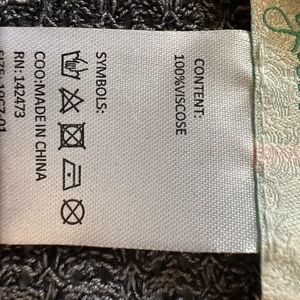 CONTENT:
100%VISCOSE
SYMBOLS:
COO:MADE IN CHINA
RN: 142473